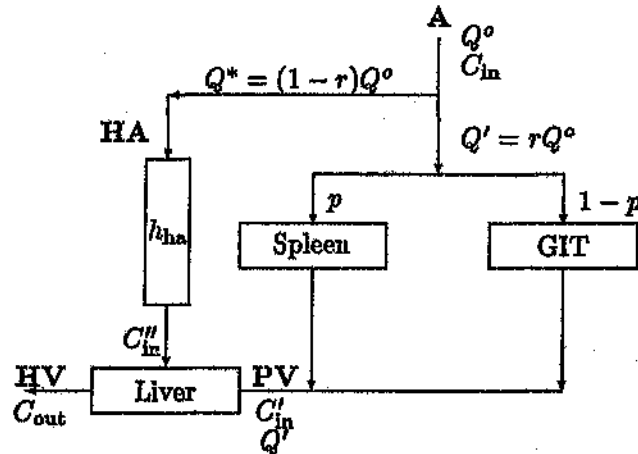 A
Q° 
C_in
Q* = (1 − r)Q°
HA
Q′ = rQ°
p
1 − p
h_ha
Spleen
GIT
C″_in
HV
Liver
PV
C_out
C′_in
Q′